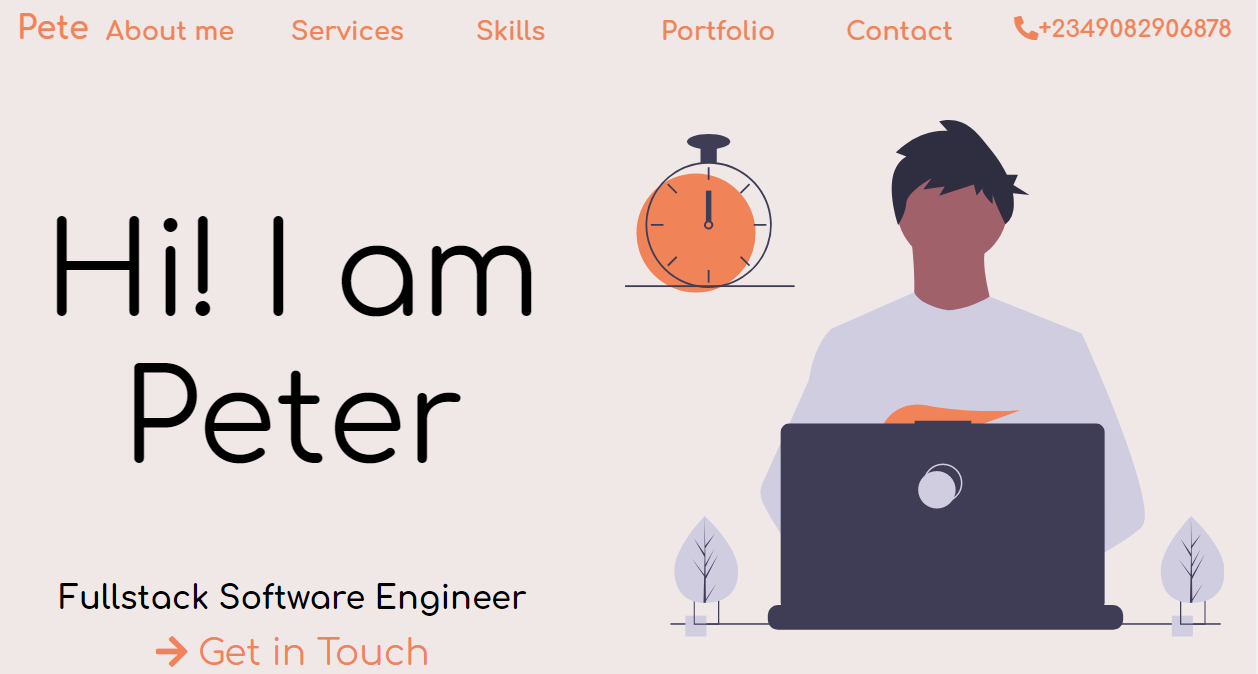 Pete About me Services Skills Portfolio Contact +2349082906878
Hi! I am
Peter
Fullstack Software Engineer
Get in Touch